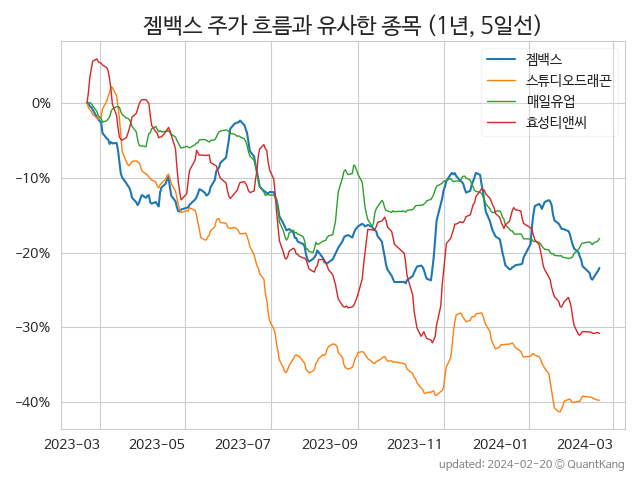 젬백스 주가 흐름과 유사한 종목 (1년, 5일선)
젬백스
스튜디오드래곤
매일유업
효성티앤씨
0%
−10%
−20%
−30%
−40%
2023-03 2023-05 2023-07 2023-09 2023-11 2024-01 2024-03
updated: 2024-02-20 © QuantKang